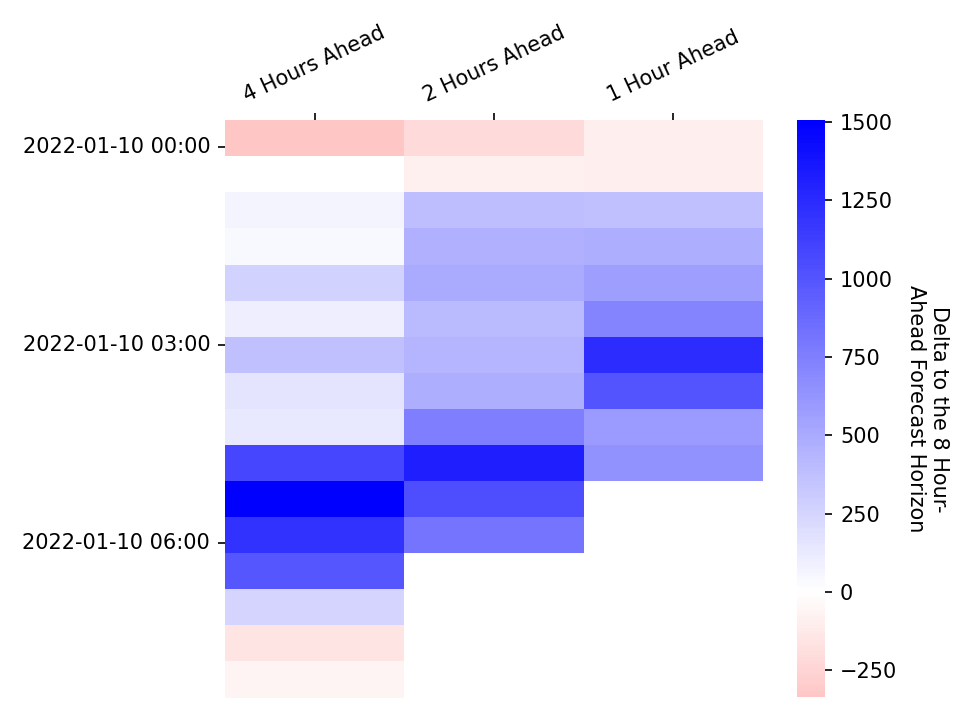 4 Hours Ahead
2 Hours Ahead
1 Hour Ahead
2022-01-10 00:00
2022-01-10 03:00
2022-01-10 06:00
1500
1250
1000
750
500
250
0
−250
Delta to the 8 Hour-
Ahead Forecast Horizon